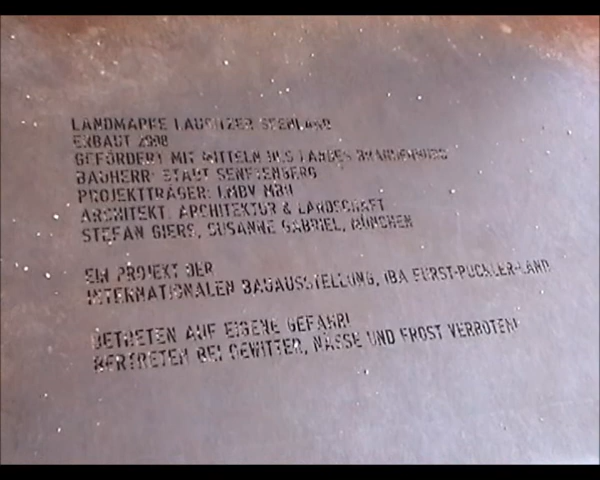 LANDMARKE LAUSITZER SEENLAND
ERBAUT 2008
GEFÖRDERT MIT MITTELN DES LANDES BRANDENBURG
BAUHERR: STADT SENFTENBERG
PROJEKTTRÄGER: LMBV MBH
ARCHITEKT: ARCHITEKTUR & LANDSCHAFT
STEFAN GIERS, SUSANNE GABRIEL, MÜNCHEN
EIN PROJEKT DER
INTERNATIONALEN BAUAUSSTELLUNG, IBA FÜRST-PÜCKLER-LAND
BETRETEN AUF EIGENE GEFAHR!
BETRETEN BEI GEWITTER, NÄSSE UND FROST VERBOTEN!